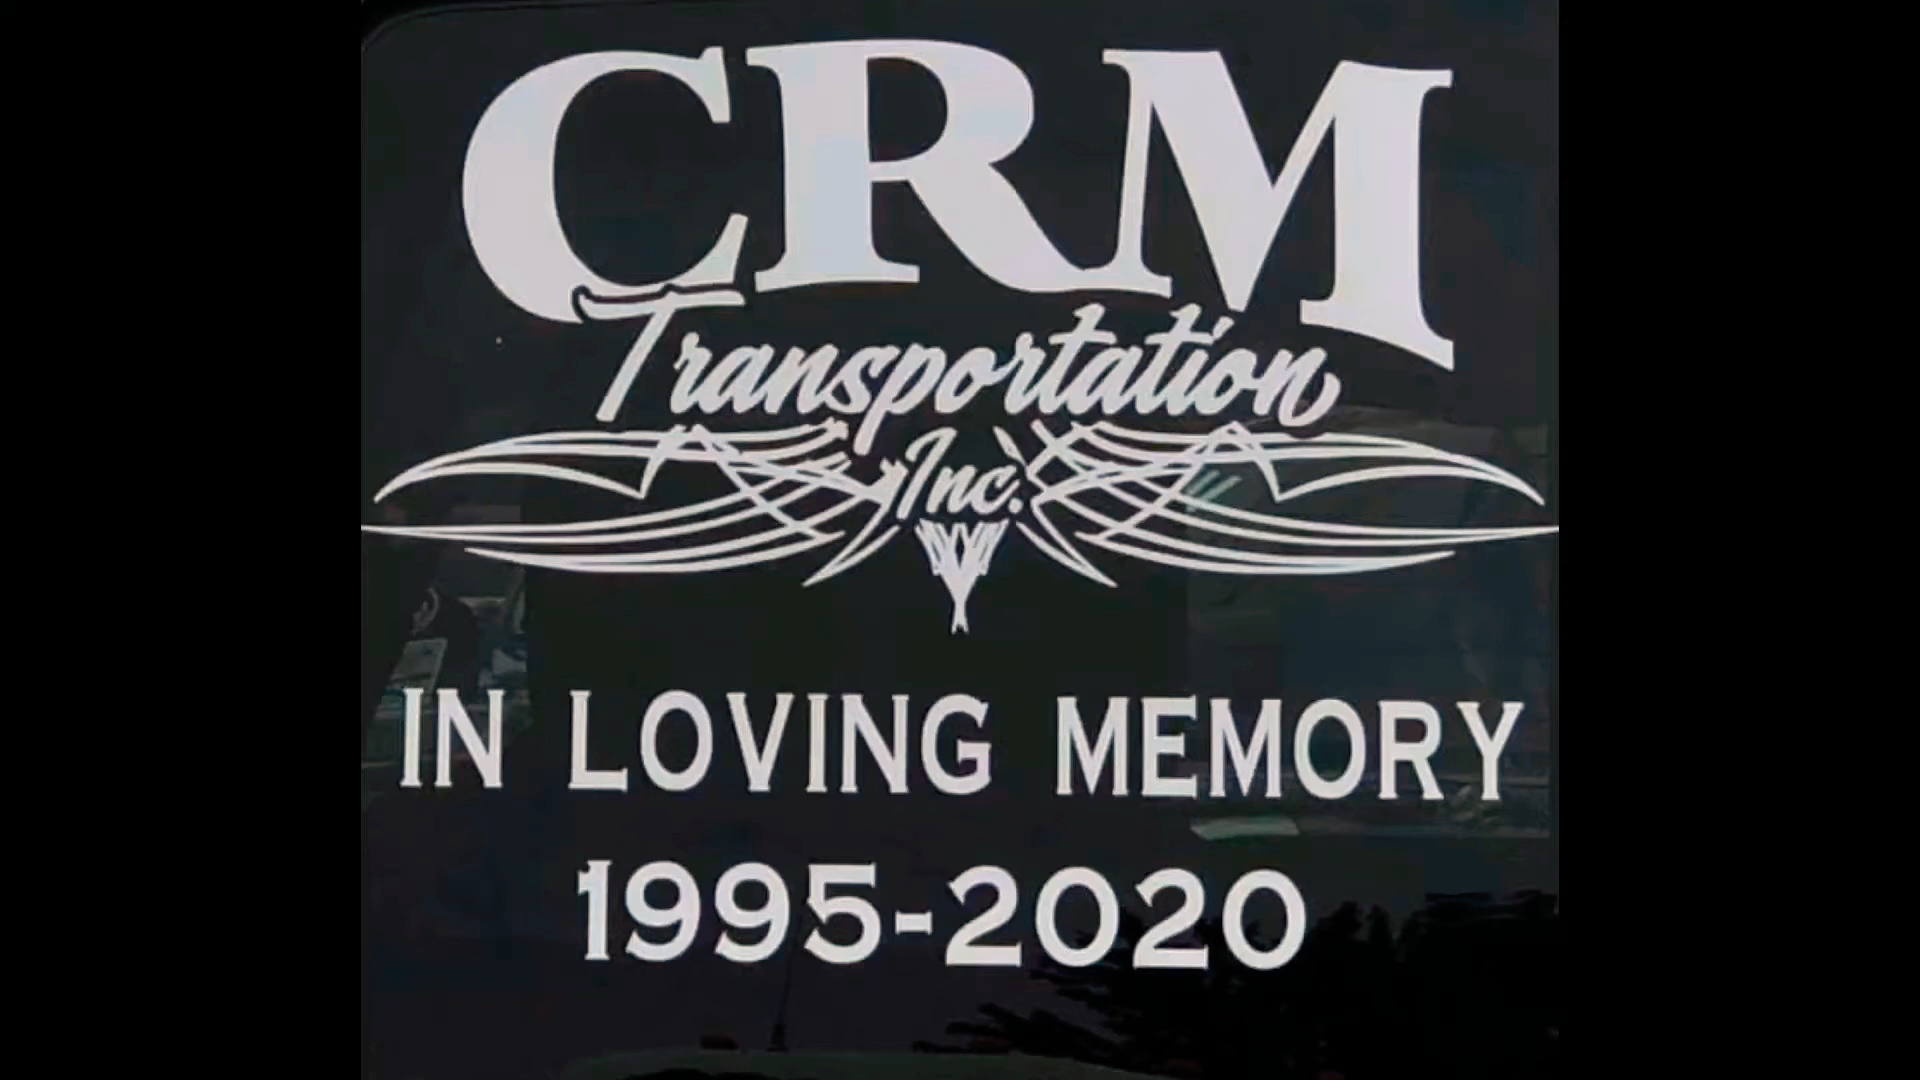 CRM
Transportation
Inc.
IN LOVING MEMORY
1995-2020